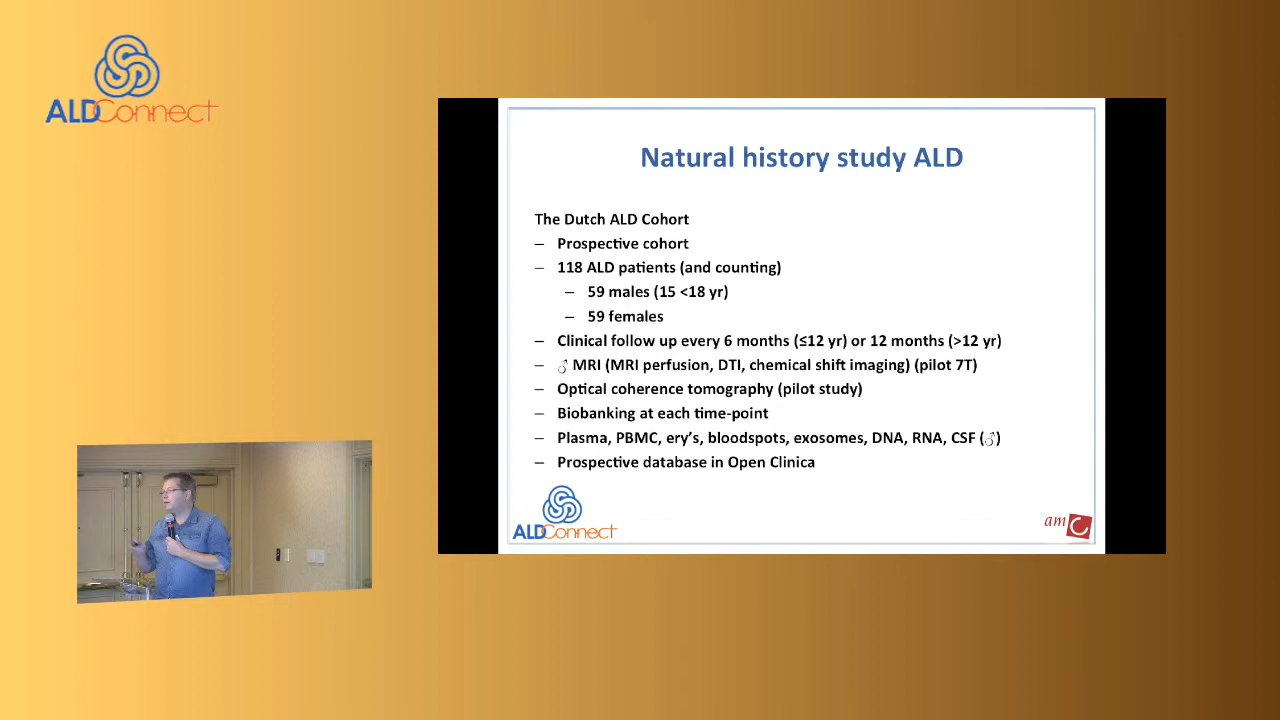 ALDConnect
Natural history study ALD
The Dutch ALD Cohort
– Prospective cohort
– 118 ALD patients (and counting)
– 59 males (15 <18 yr)
– 59 females
– Clinical follow up every 6 months (≤12 yr) or 12 months (>12 yr)
– ♂ MRI (MRI perfusion, DTI, chemical shift imaging) (pilot 7T)
– Optical coherence tomography (pilot study)
– Biobanking at each time-point
– Plasma, PBMC, ery’s, bloodspots, exosomes, DNA, RNA, CSF (♂)
– Prospective database in Open Clinica
ALDConnect
amC